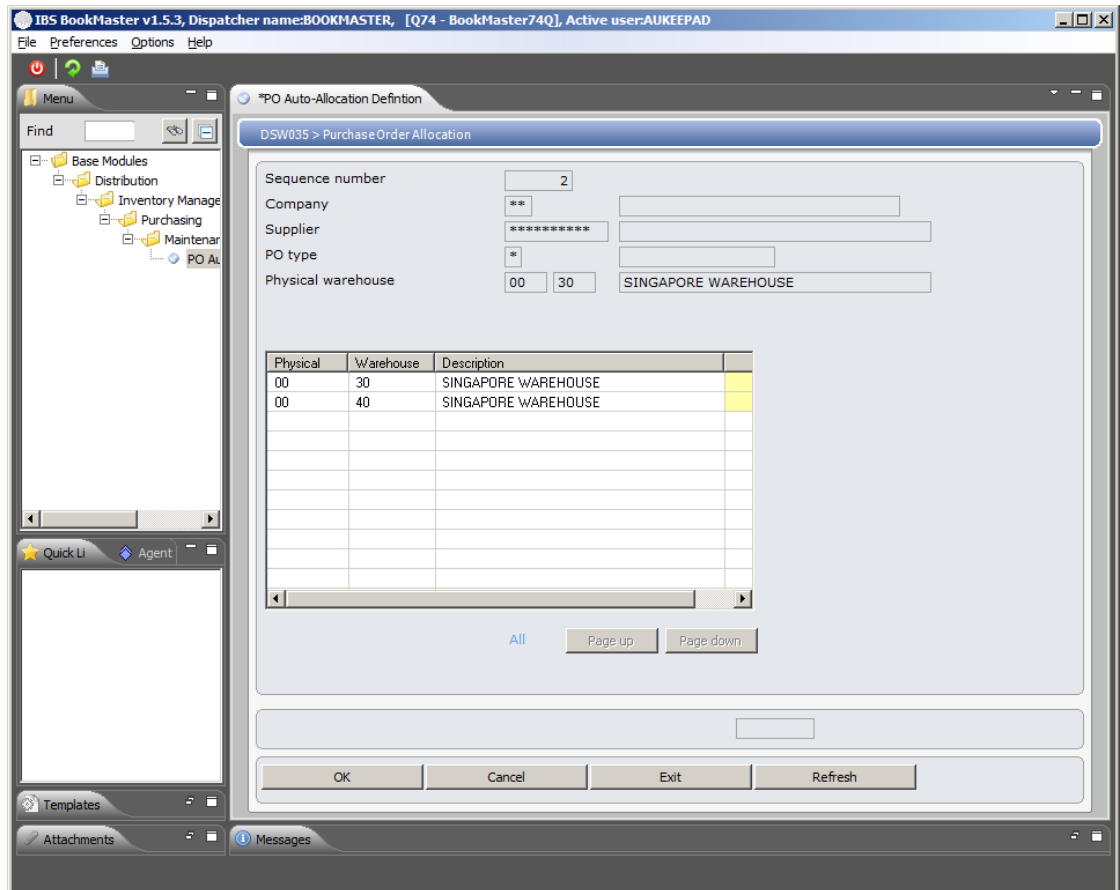 IBS BookMaster v1.5.3, Dispatcher name:BOOKMASTER, [Q74 - BookMaster74Q], Active user:AUKEEPAD
File Preferences Options Help
Menu
*PO Auto-Allocation Defintion
Find
DSW035 > Purchase Order Allocation
Base Modules
Distribution
Inventory Manage
Purchasing
Maintenar
PO Au
Sequence number 2
Company **
Supplier **********
PO type *
Physical warehouse 00 30 SINGAPORE WAREHOUSE
Physical Warehouse Description
00 30 SINGAPORE WAREHOUSE
00 40 SINGAPORE WAREHOUSE
Quick Li Agent
All Page up Page down
OK Cancel Exit Refresh
Templates
Attachments
Messages